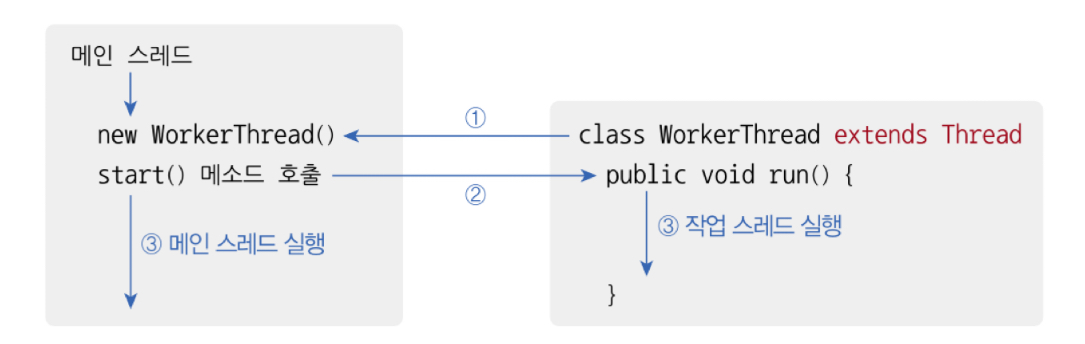 메인 스레드
new WorkerThread()
start() 메소드 호출
③ 메인 스레드 실행
①
②
class WorkerThread extends Thread
public void run() {
③ 작업 스레드 실행
}